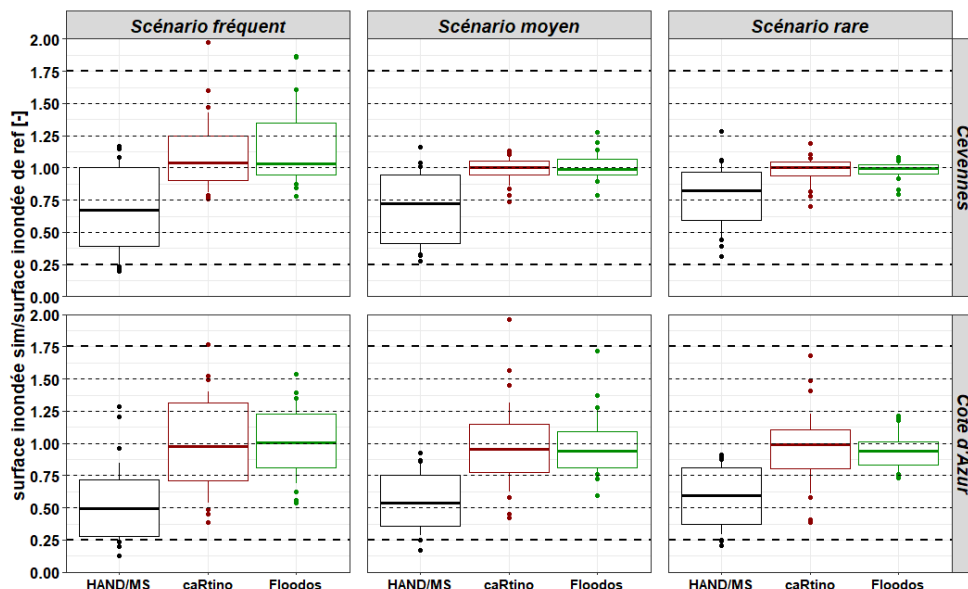 Scénario fréquent
Scénario moyen
Scénario rare
surface inondée sim/surface inondée de ref [-]
2.00
1.75
1.50
1.25
1.00
0.75
0.50
0.25
0.00
Cévennes
2.00
1.75
1.50
1.25
1.00
0.75
0.50
0.25
0.00
Côte d'Azur
HAND/MS
caRtino
Floodos
HAND/MS
caRtino
Floodos
HAND/MS
caRtino
Floodos